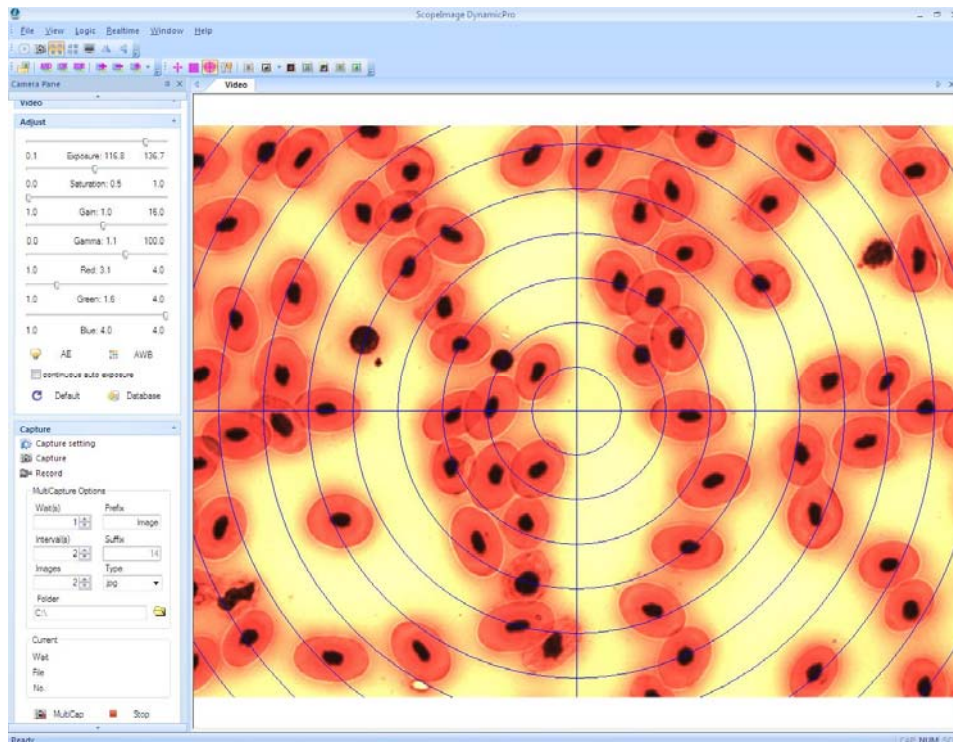 ScopeImage DynamicPro
File View Logic Realtime Window Help
Camera Pane
Video
Video
Adjust
0.1 Exposure: 116.8 136.7
0.0 Saturation: 0.5 1.0
1.0 Gain: 1.0 16.0
0.0 Gamma: 1.1 100.0
1.0 Red: 3.1 4.0
1.0 Green: 1.6 4.0
1.0 Blue: 4.0 4.0
AE AWB
continuous auto exposure
Default Database
Capture
Capture setting
Capture
Record
MultiCapture Options
Wait(s) Prefix
1 Image
Interval(s) Suffix
2 14
Images Type
2 jpg
Folder
C:\
Current
Wait
File
No.
MultiCap Stop
Ready CAP NUM SC